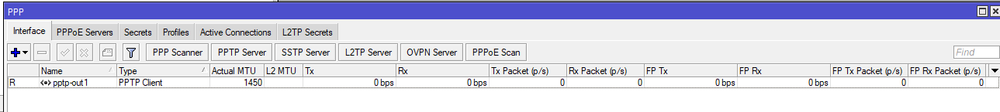 PPP
Interface PPPoE Servers Secrets Profiles Active Connections L2TP Secrets
PPP Scanner PPTP Server SSTP Server L2TP Server OVPN Server PPPoE Scan Find
Name Type Actual MTU L2 MTU Tx Rx Tx Packet (p/s) Rx Packet (p/s) FP Tx FP Rx FP Tx Packet (p/s) FP Rx Packet (p/s)
R pptp-out1 PPTP Client 1450 0 bps 0 bps 0 0 0 bps 0 bps 0 0